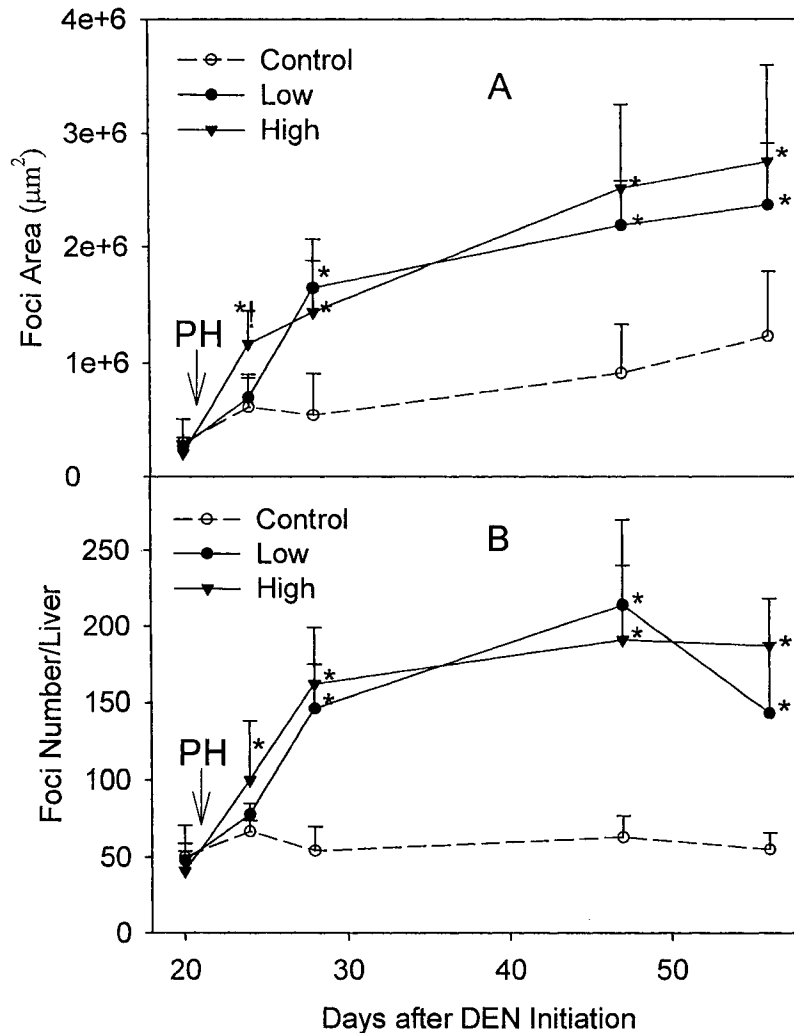 4e+6
3e+6
2e+6
1e+6
0
Foci Area (μm²)
Control
Low
High
A
PH
*!
*
*
*
*
*
*
250
200
150
100
50
0
Foci Number/Liver
Control
Low
High
B
PH
*
*
*
*
*
*
*
20 30 40 50
Days after DEN Initiation